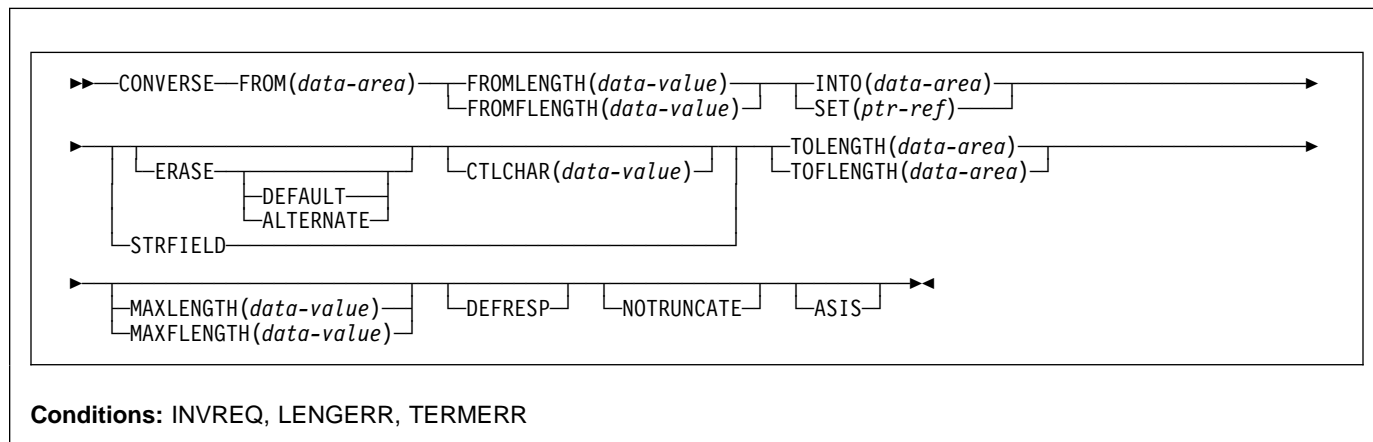 CONVERSE FROM(data-area) FROMLENGTH(data-value) INTO(data-area)
FROMFLENGTH(data-value) SET(ptr-ref)
ERASE CTLCHAR(data-value) TOLENGTH(data-area)
DEFAULT TOFLENGTH(data-area)
ALTERNATE
STRFIELD
MAXLENGTH(data-value) DEFRESP NOTRUNCATE ASIS
MAXFLENGTH(data-value)
Conditions: INVREQ, LENGERR, TERMERR